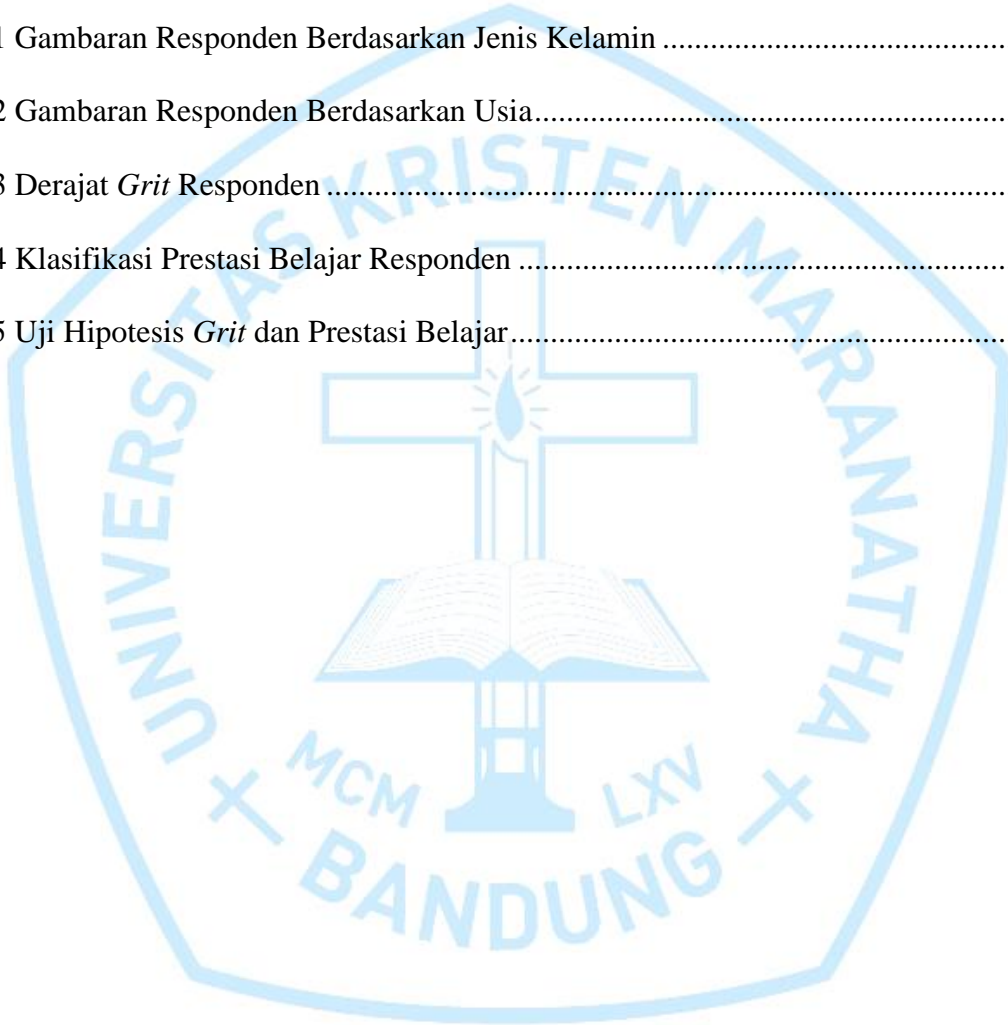 1 Gambaran Responden Berdasarkan Jenis Kelamin ............................................
2 Gambaran Responden Berdasarkan Usia............................................................
3 Derajat Grit Responden .......................................................................................
4 Klasifikasi Prestasi Belajar Responden ..............................................................
5 Uji Hipotesis Grit dan Prestasi Belajar...............................................................
UNIVERSITAS KRISTEN MARANATHA
MCM LXV
BANDUNG